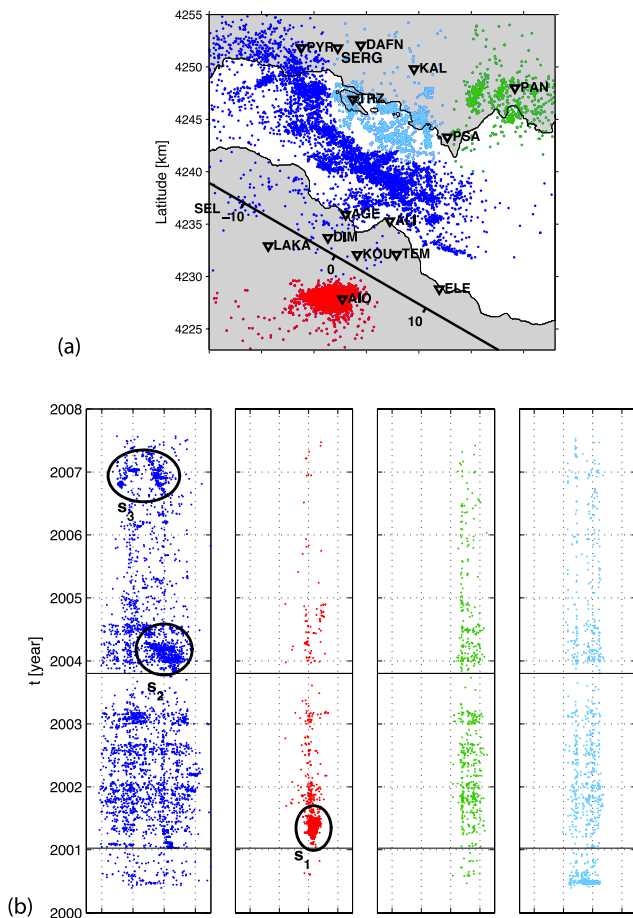 4255
4250
4245
4240
4235
4230
4225
Latitude [km]
PYR
SERG
DAFN
KAL
PAN
TRZ
PSA
SEL
-10
AGE
ALI
LAKA
DIM
0
KOU
TEM
AIO
ELE
10
(a)
2008
2007
2006
2005
2004
2003
2002
2001
2000
t [year]
s3
s2
s1
(b)